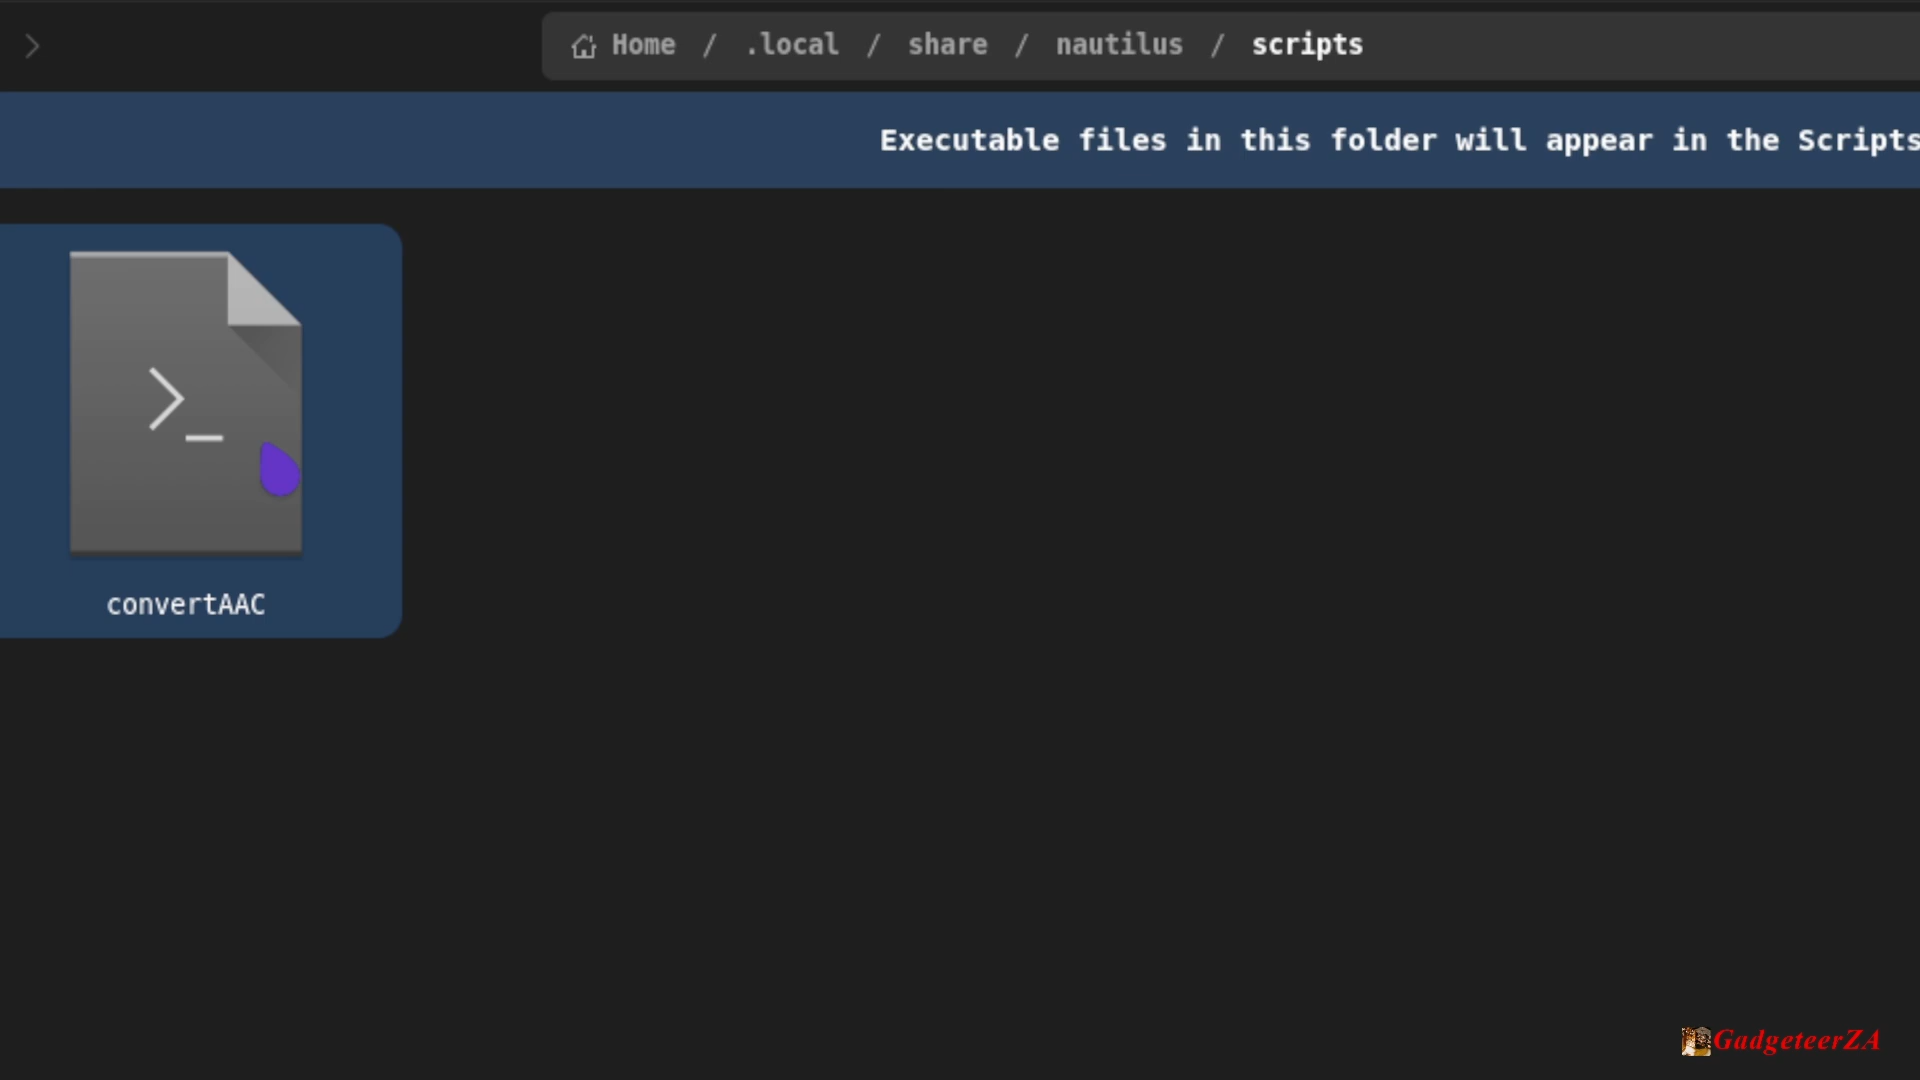 Home / .local / share / nautilus / scripts
Executable files in this folder will appear in the Scripts
>_
convertAAC
GadgeteerZA